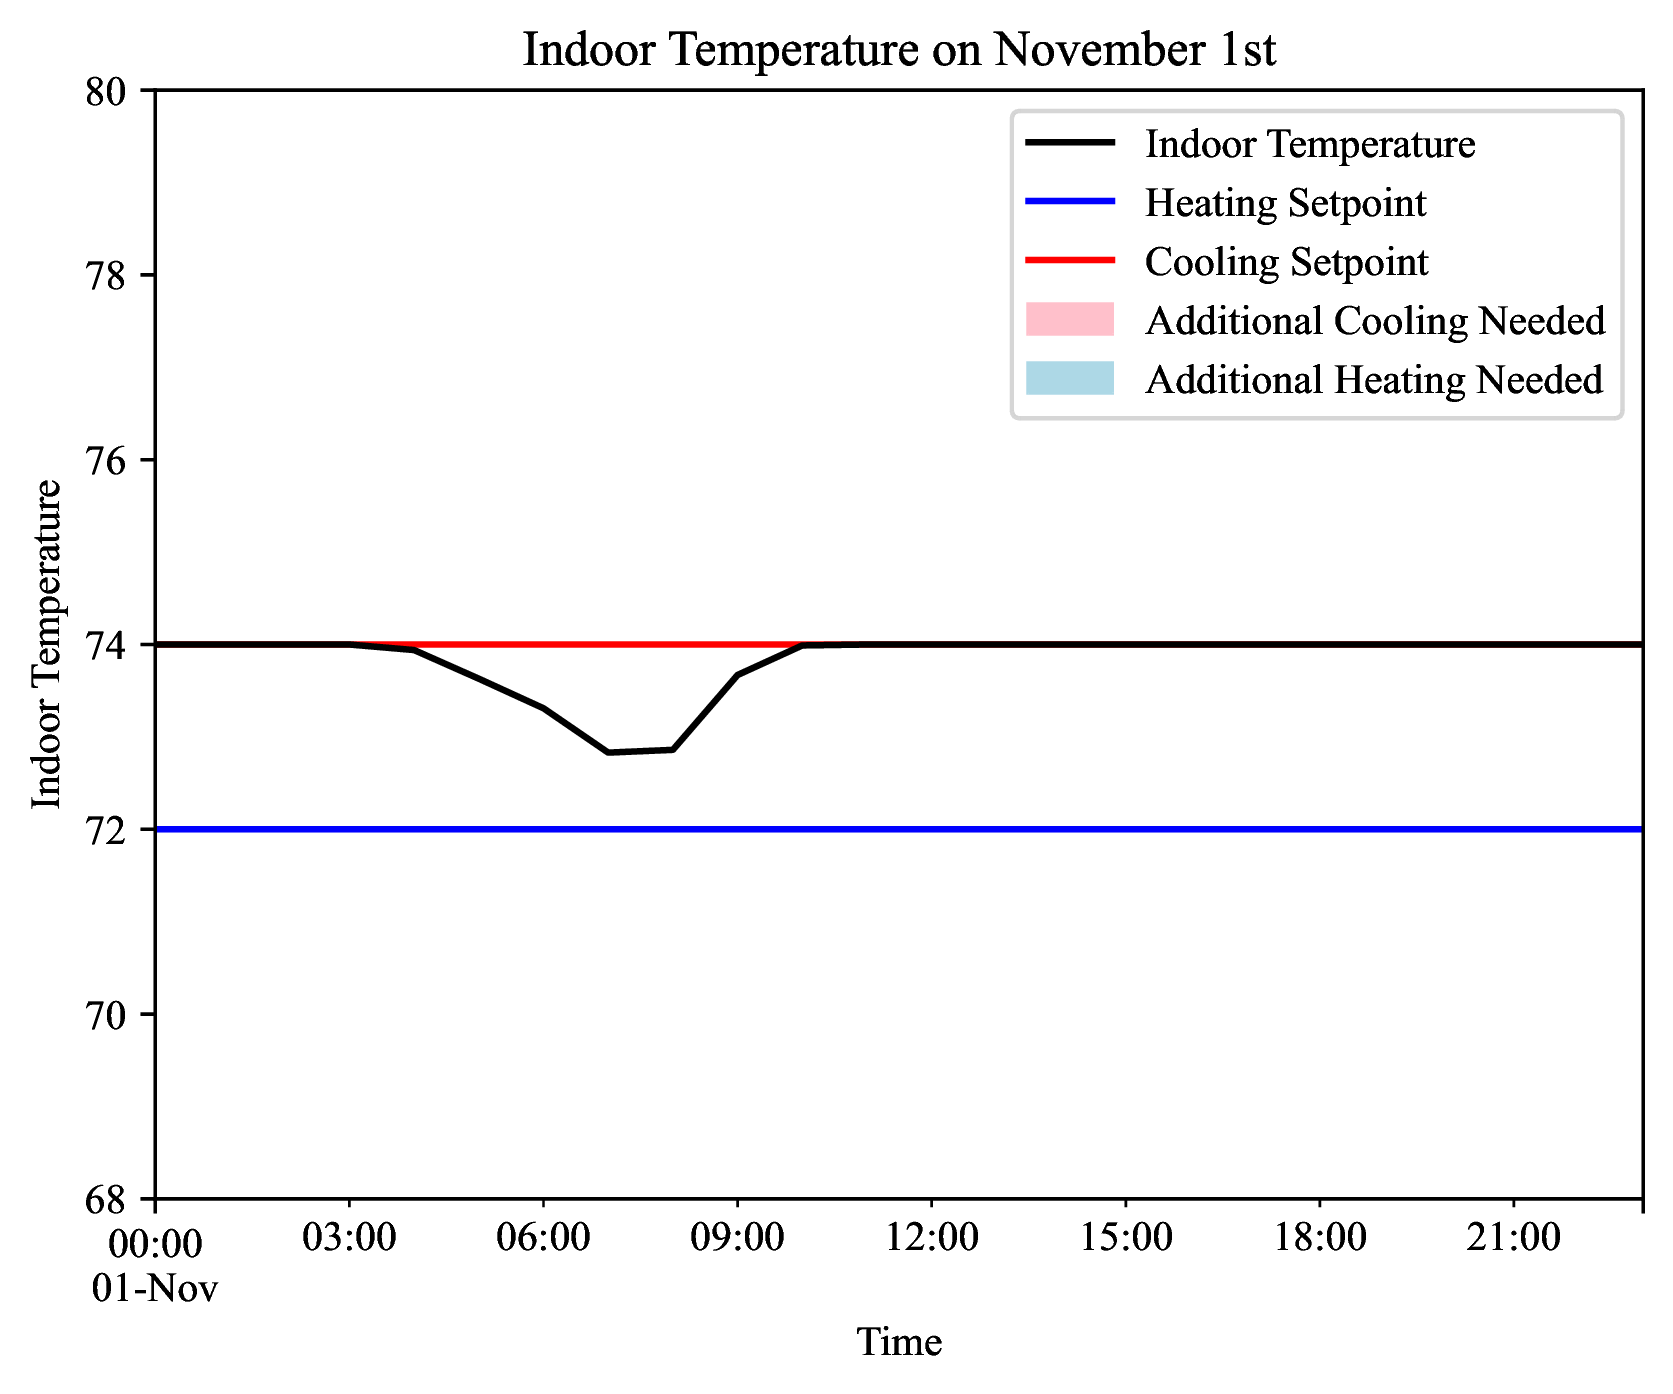 Indoor Temperature on November 1st
80
78
76
74
72
70
68
Indoor Temperature
Indoor Temperature
Heating Setpoint
Cooling Setpoint
Additional Cooling Needed
Additional Heating Needed
00:00 03:00 06:00 09:00 12:00 15:00 18:00 21:00
01-Nov
Time